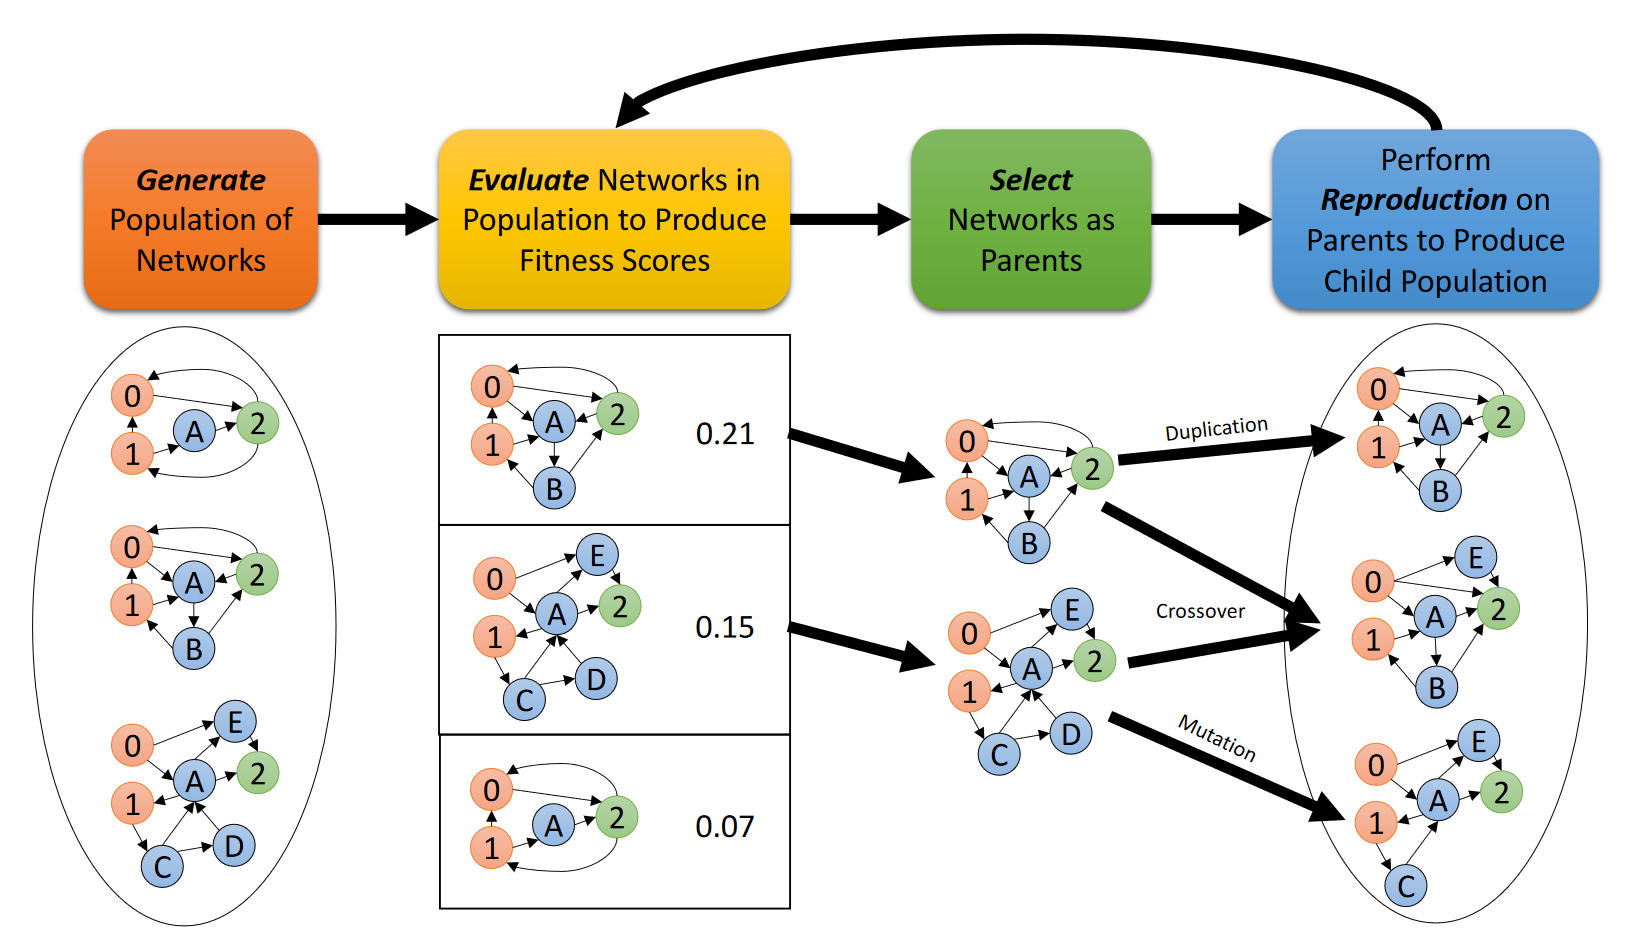 Generate
Population of
Networks
Evaluate Networks in
Population to Produce
Fitness Scores
Select
Networks as
Parents
Perform
Reproduction on
Parents to Produce
Child Population
0
1
A
2
0
1
A
2
B
0
1
A
2
E
C
D
0
1
A
2
B
0.21
0
1
A
2
E
C
D
0.15
0
1
A
2
0.07
0
1
A
2
B
0
1
A
2
E
C
D
Duplication
Crossover
Mutation
0
1
A
2
B
0
1
A
2
E
B
0
1
A
2
E
C